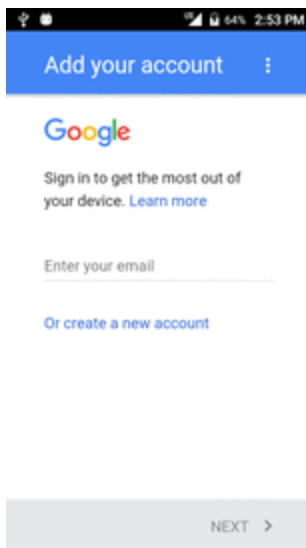 64% 2:53 PM
Add your account
Google
Sign in to get the most out of
your device. Learn more
Enter your email
Or create a new account
NEXT